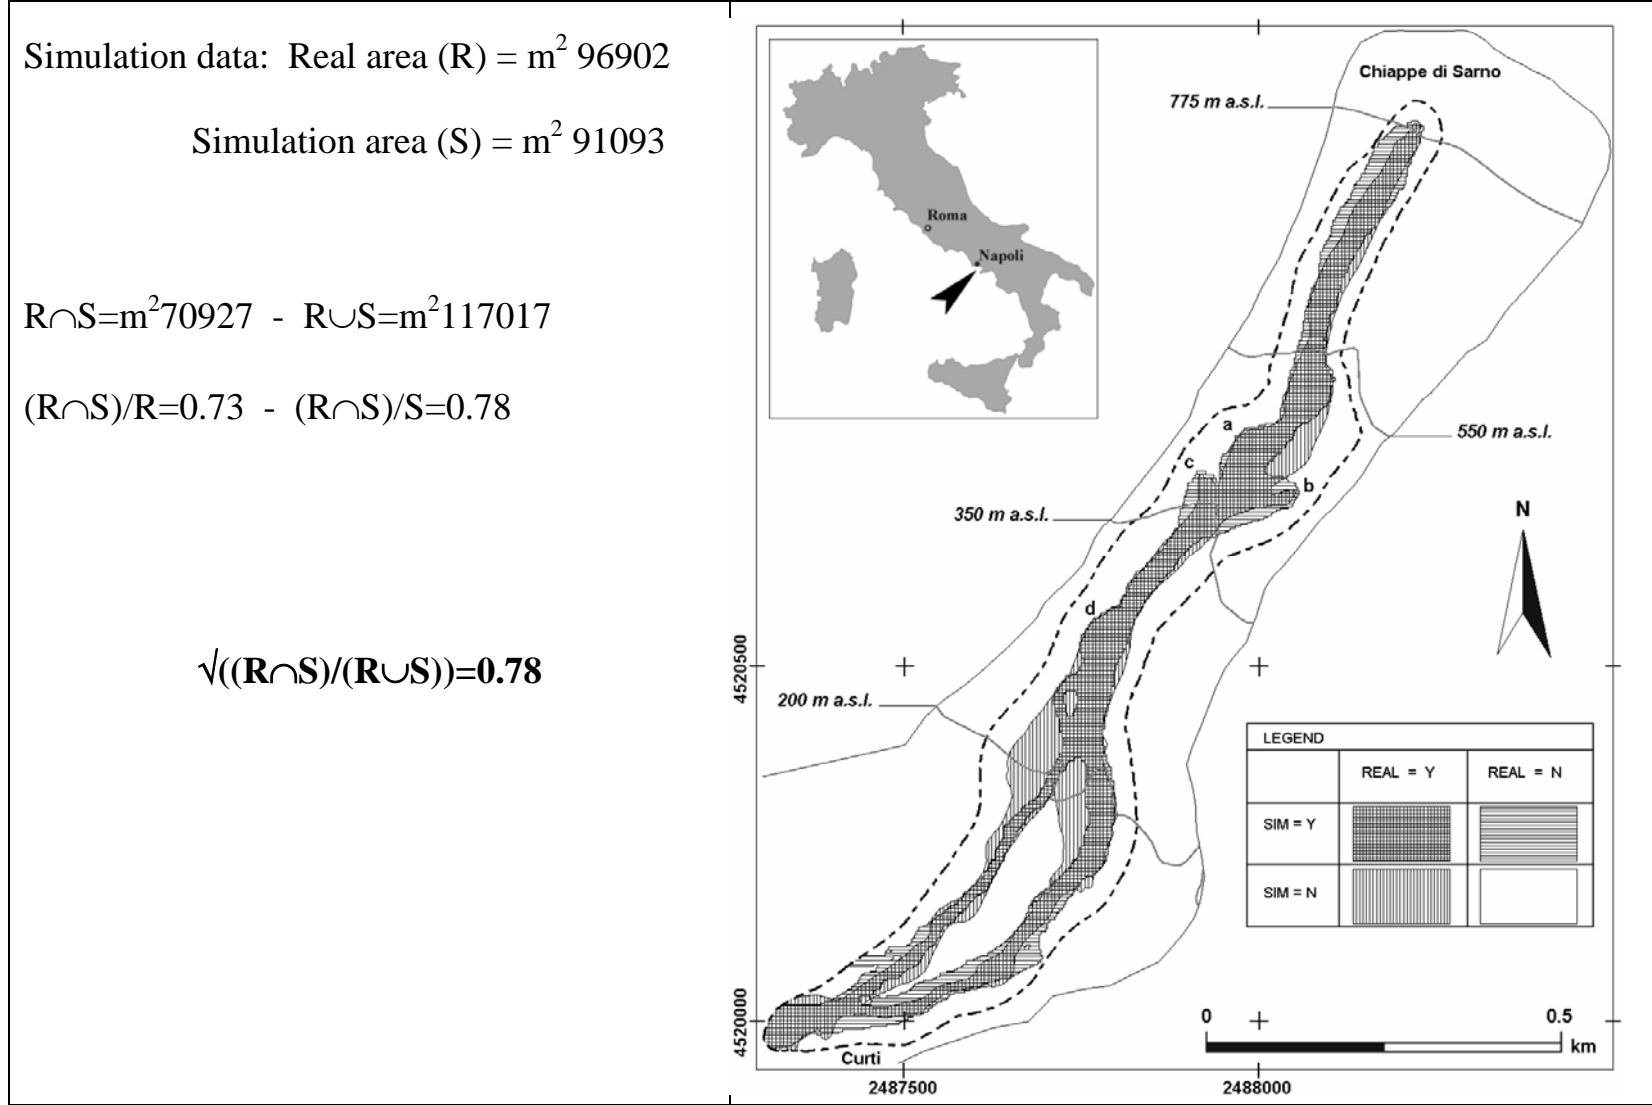 Simulation data: Real area (R) = m² 96902
Simulation area (S) = m² 91093
R∩S=m²70927 - R∪S=m²117017
(R∩S)/R=0.73 - (R∩S)/S=0.78
√((R∩S)/(R∪S))=0.78
Chiappe di Sarno
775 m a.s.l.
Roma
Napoli
a
550 m a.s.l.
c
b
350 m a.s.l.
N
d
4520500
200 m a.s.l.
LEGEND
REAL = Y REAL = N
SIM = Y
SIM = N
4520000
0 0.5
km
Curti
2487500 2488000